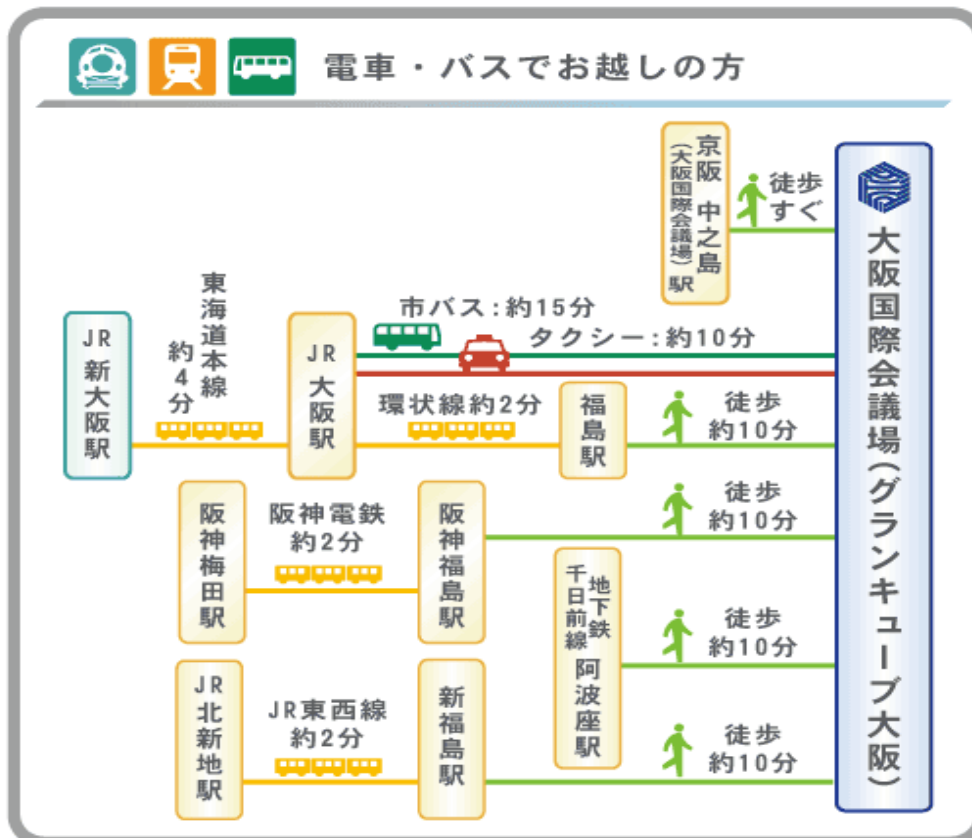 電車・バスでお越しの方
京阪 中之島
(大阪国際会議場)駅
徒歩
すぐ
大阪国際会議場(グランキューブ大阪)
JR 新大阪駅
東海道本線
約4分
JR 大阪駅
市バス:約15分
タクシー:約10分
環状線約2分
福島駅
徒歩
約10分
阪神梅田駅
阪神電鉄
約2分
阪神福島駅
徒歩
約10分
地下鉄
千日前線
阿波座駅
徒歩
約10分
JR北新地駅
JR東西線
約2分
新福島駅
徒歩
約10分